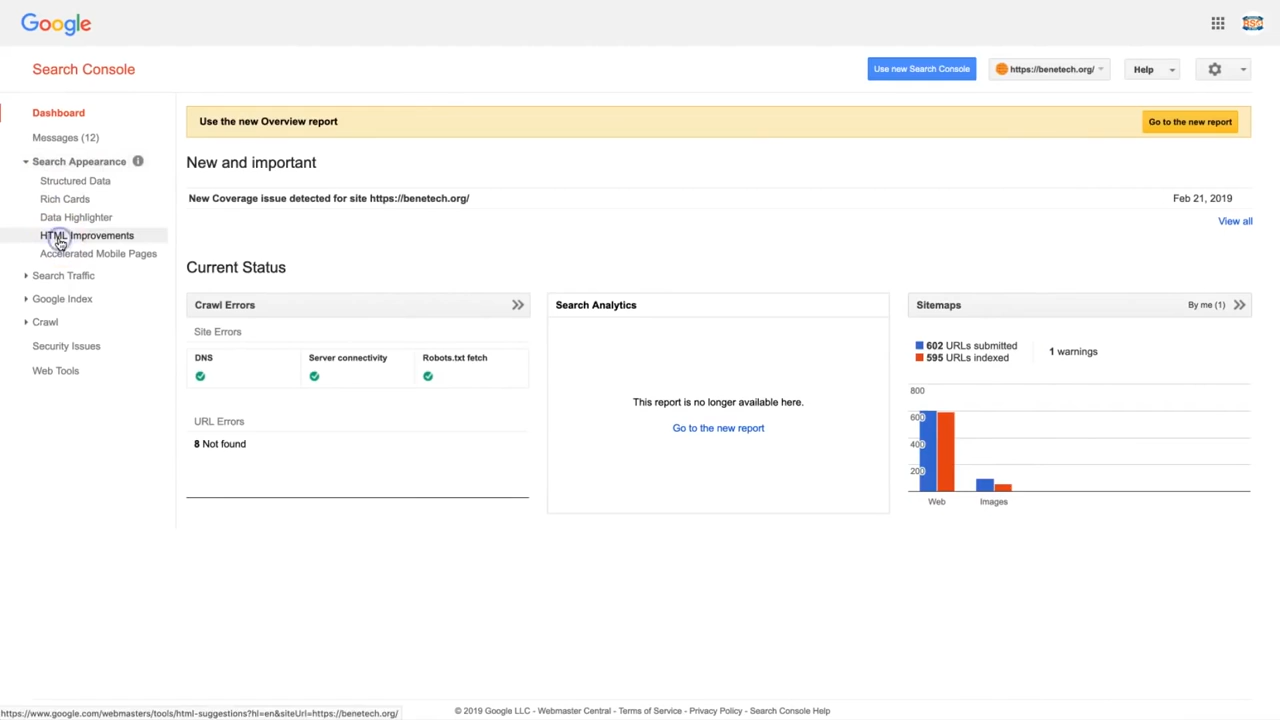 Google
Search Console
Use new Search Console
https://benetech.org/
Help
Dashboard
Messages (12)
Search Appearance
Structured Data
Rich Cards
Data Highlighter
HTML Improvements
Accelerated Mobile Pages
Search Traffic
Google Index
Crawl
Security Issues
Web Tools
Use the new Overview report
Go to the new report
New and important
New Coverage issue detected for site https://benetech.org/
Feb 21, 2019
View all
Current Status
Crawl Errors
Site Errors
DNS
Server connectivity
Robots.txt fetch
URL Errors
8 Not found
Search Analytics
This report is no longer available here.
Go to the new report
Sitemaps
By me (1)
602 URLs submitted
595 URLs indexed
1 warnings
800
600
400
200
Web
Images
https://www.google.com/webmasters/tools/html-suggestions?hl=en&siteUrl=https://benetech.org/
© 2019 Google LLC - Webmaster Central - Terms of Service - Privacy Policy - Search Console Help